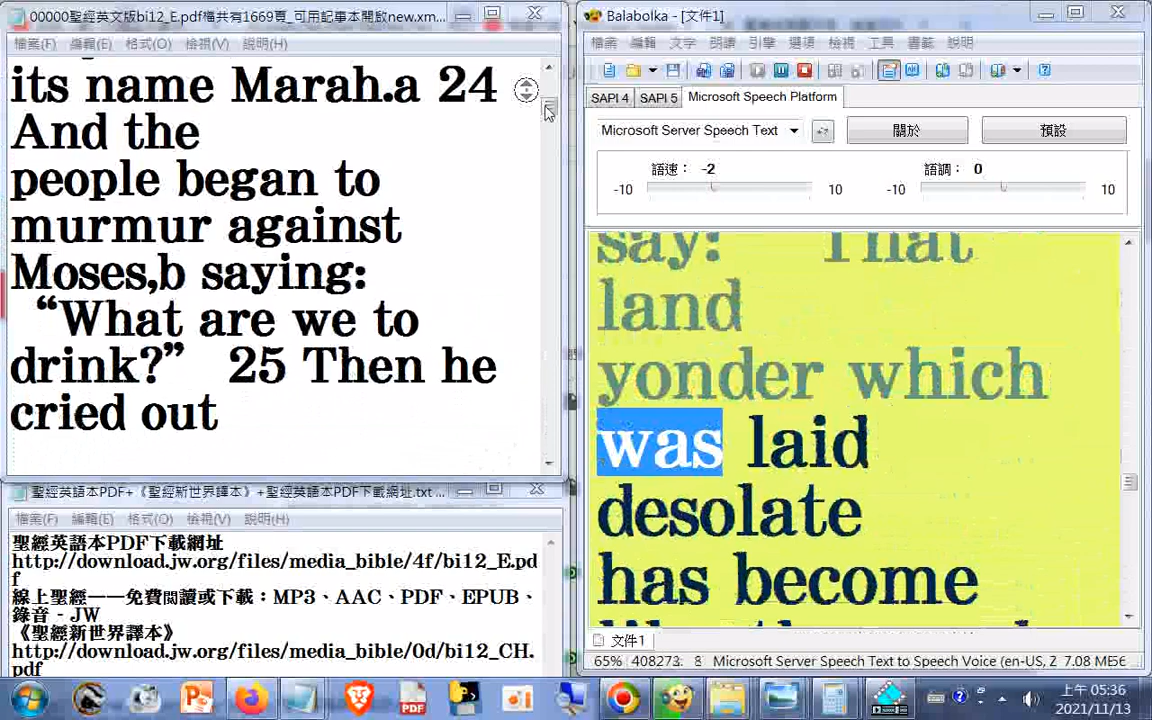 00000聖經英文版bi12_E.pdf檔共有1669頁_可用記事本開啟new.xm...
檔案(F) 編輯(E) 格式(O) 檢視(V) 說明(H)
its name Marah.a 24
And the
people began to
murmur against
Moses,b saying:
“What are we to
drink?” 25 Then he
cried out
聖經英語本PDF+《聖經新世界譯本》+聖經英語本PDF下載網址.txt ...
檔案(F) 編輯(E) 格式(O) 檢視(V) 說明(H)
聖經英語本PDF下載網址
http://download.jw.org/files/media_bible/4f/bi12_E.pd
f
線上聖經——免費閱讀或下載：MP3、AAC、PDF、EPUB、
錄音 - JW
《聖經新世界譯本》
http://download.jw.org/files/media_bible/0d/bi12_CH.
pdf
Balabolka - [文件1]
檔案 編輯 文字 朗讀 引擎 選項 檢視 工具 書籤 說明
SAPI 4 SAPI 5 Microsoft Speech Platform
Microsoft Server Speech Text 關於 預設
語速： -2 語調： 0
-10 10 -10 10
say: That
land
yonder which
was laid
desolate
has become
文件1
65% 408273. 8 Microsoft Server Speech Text to Speech Voice (en-US, 2 7.08 ME56
上午 05:36
2021/11/13